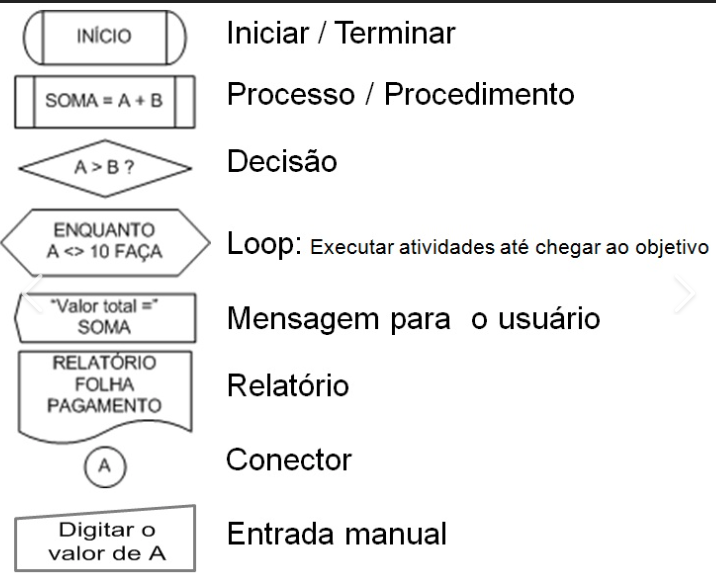 INÍCIO
Iniciar / Terminar
SOMA = A + B
Processo / Procedimento
A > B ?
Decisão
ENQUANTO
A <> 10 FAÇA
Loop: Executar atividades até chegar ao objetivo
"Valor total ="
SOMA
Mensagem para o usuário
RELATÓRIO
FOLHA
PAGAMENTO
Relatório
A
Conector
Digitar o
valor de A
Entrada manual